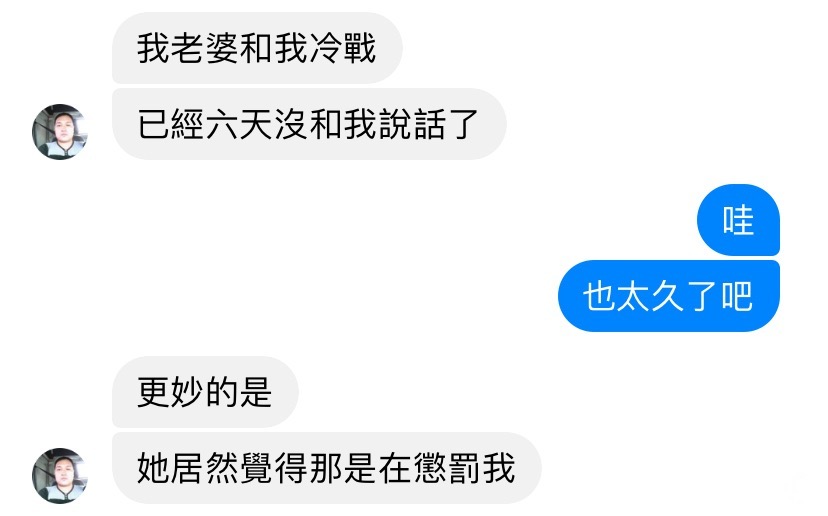 我老婆和我冷戰
已經六天沒和我說話了
哇
也太久了吧
更妙的是
她居然覺得那是在懲罰我